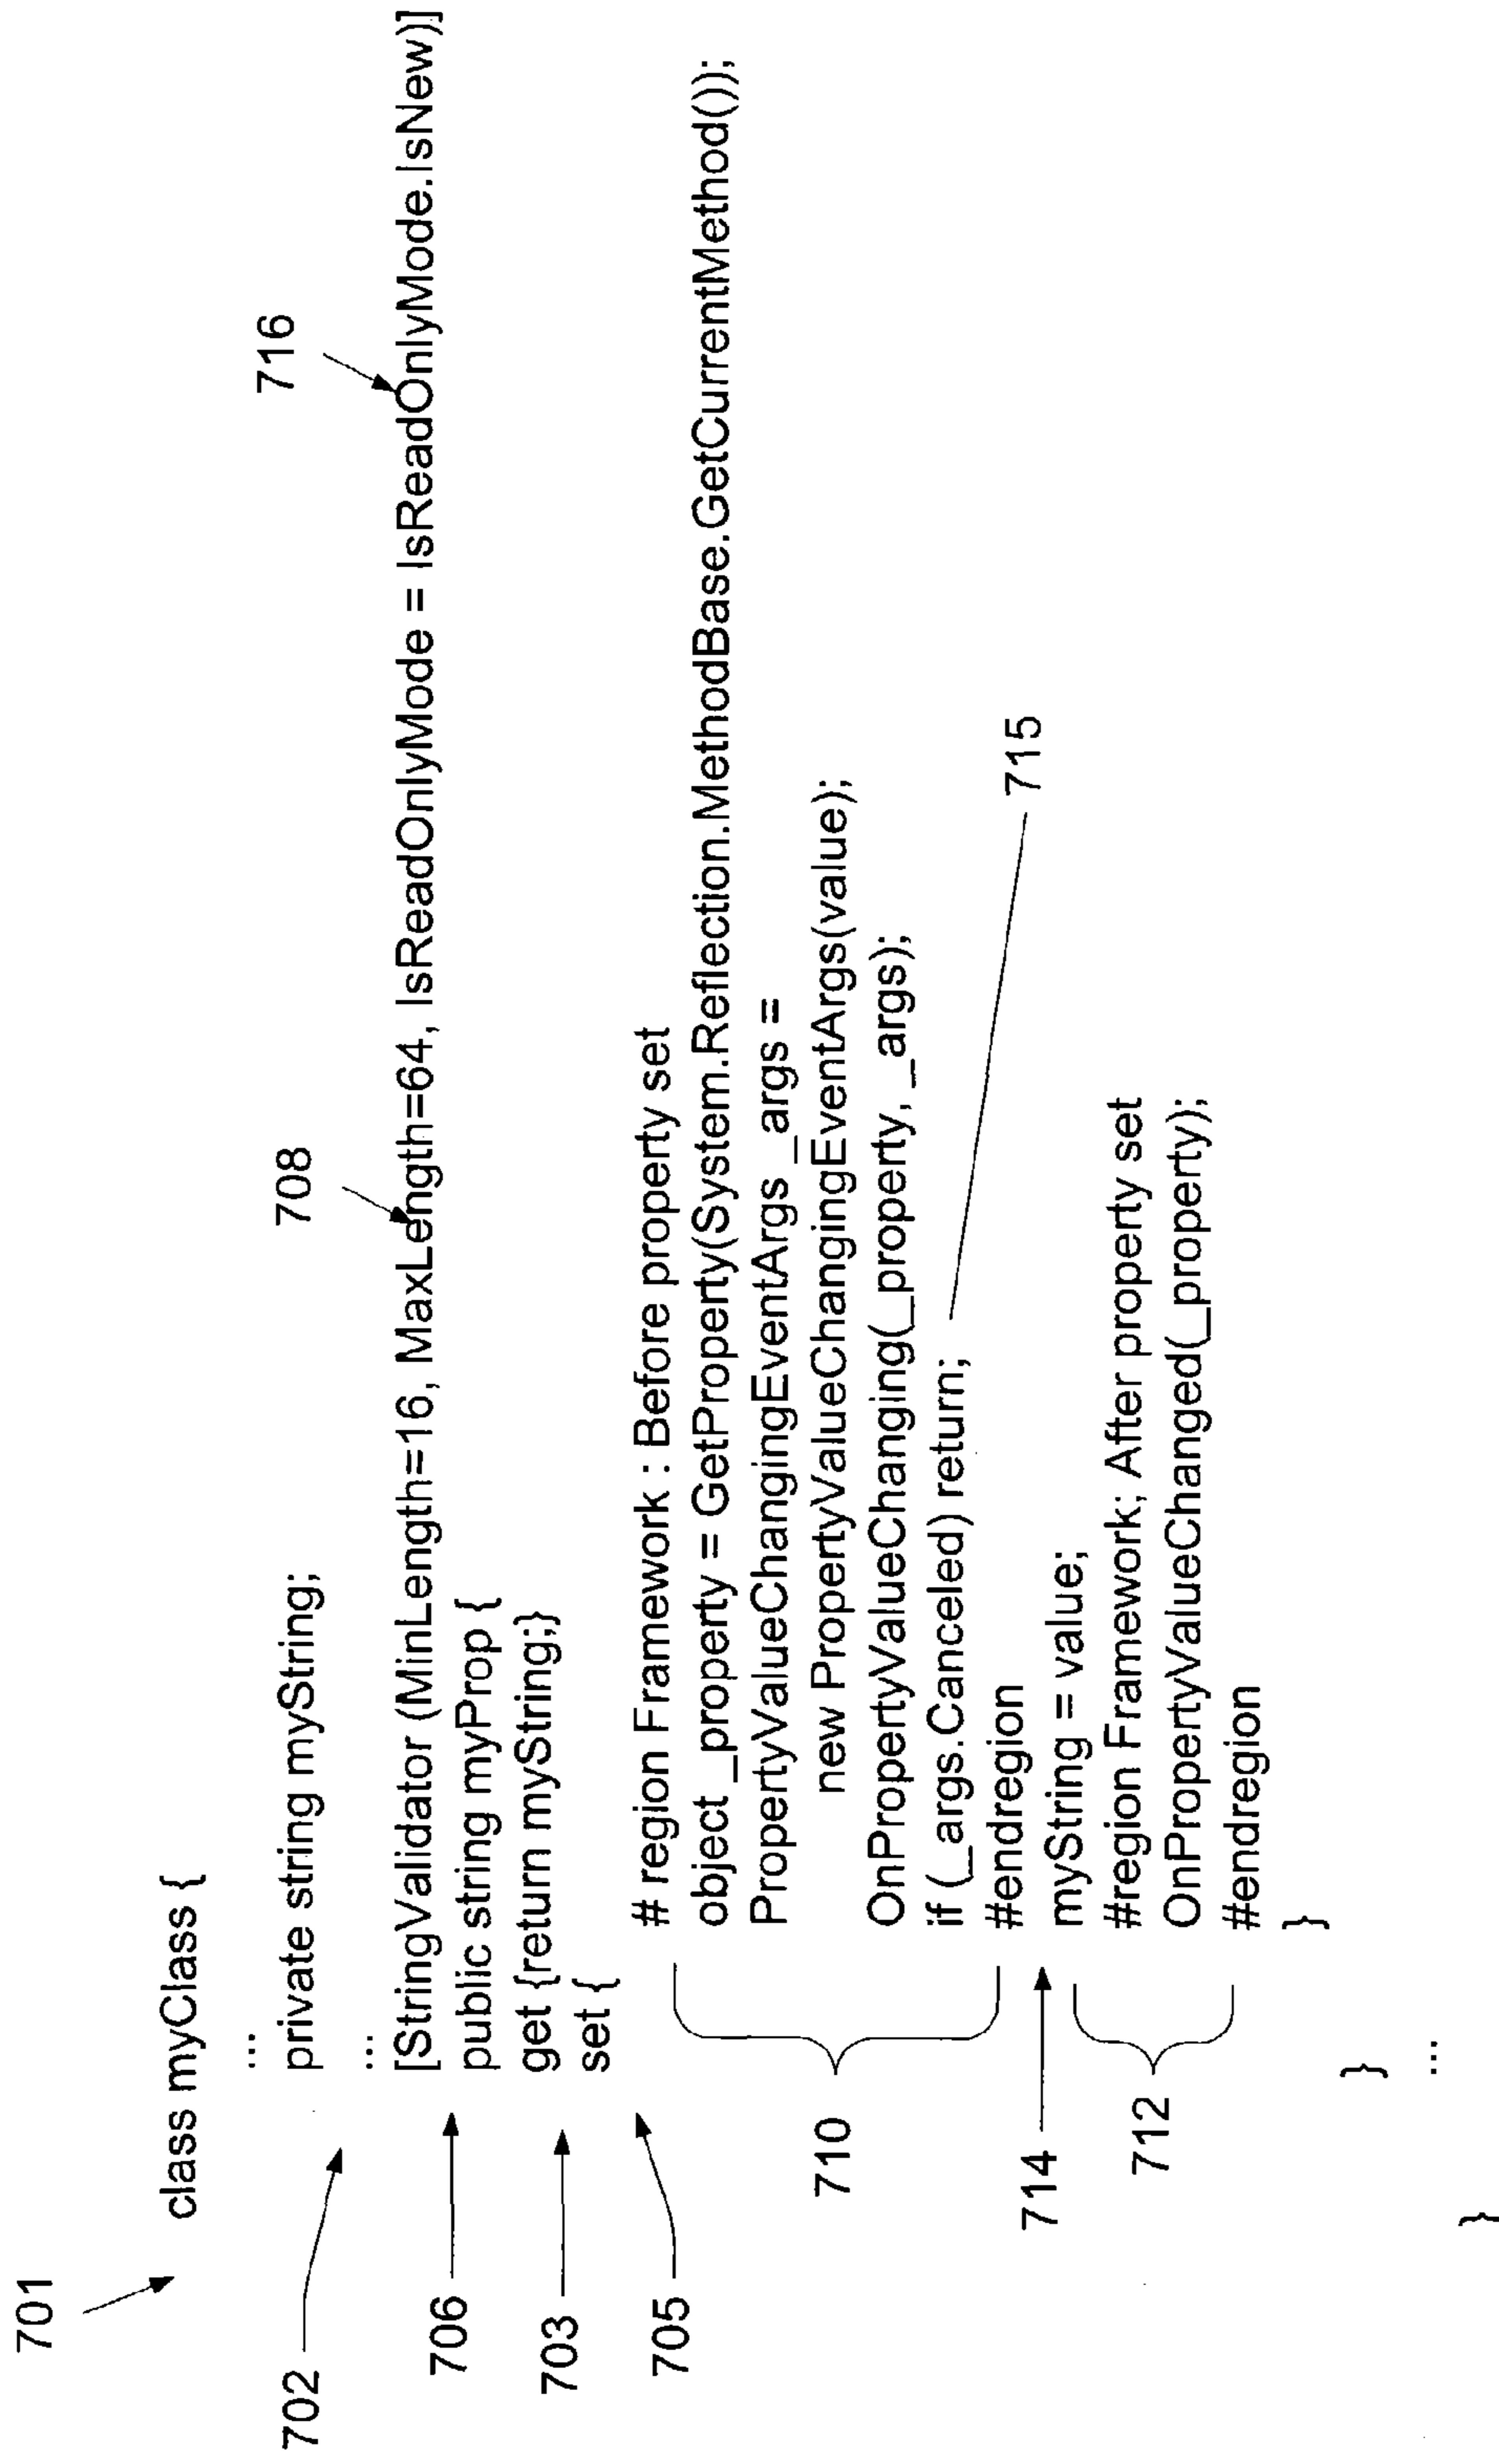 701
class myClass {
...
702
private string myString;
...
708
716
[StringValidator (MinLength=16, MaxLength=64, IsReadOnlyMode = IsReadOnlyMode.IsNew)]
706
public string myProp {
703
get {return myString;}
705
set {
# region Framework : Before property set
object _property = GetProperty(System.Reflection.MethodBase.GetCurrentMethod());
PropertyValueChangingEventArgs _args =
new PropertyValueChangingEventArgs(value);
710
OnPropertyValueChanging(_property, _args);
if (_args.Canceled) return;
715
#endregion
714
myString = value;
#region Framework; After property set
712
OnPropertyValueChanged(_property);
#endregion
}
}
...
}